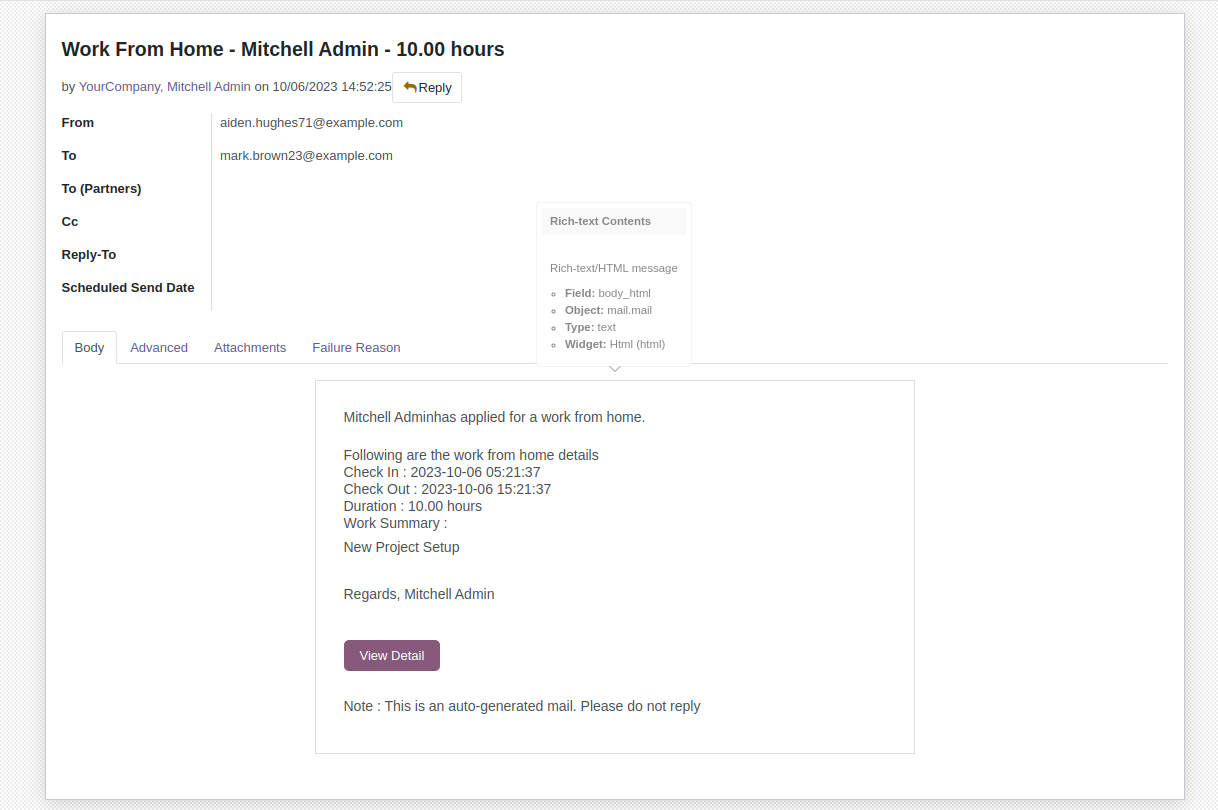 Work From Home - Mitchell Admin - 10.00 hours
by YourCompany, Mitchell Admin on 10/06/2023 14:52:25 Reply
From aiden.hughes71@example.com
To mark.brown23@example.com
To (Partners)
Cc
Reply-To
Scheduled Send Date
Rich-text Contents
Rich-text/HTML message
Field: body_html
Object: mail.mail
Type: text
Widget: Html (html)
Body Advanced Attachments Failure Reason
Mitchell Adminhas applied for a work from home.
Following are the work from home details
Check In : 2023-10-06 05:21:37
Check Out : 2023-10-06 15:21:37
Duration : 10.00 hours
Work Summary :
New Project Setup
Regards, Mitchell Admin
View Detail
Note : This is an auto-generated mail. Please do not reply